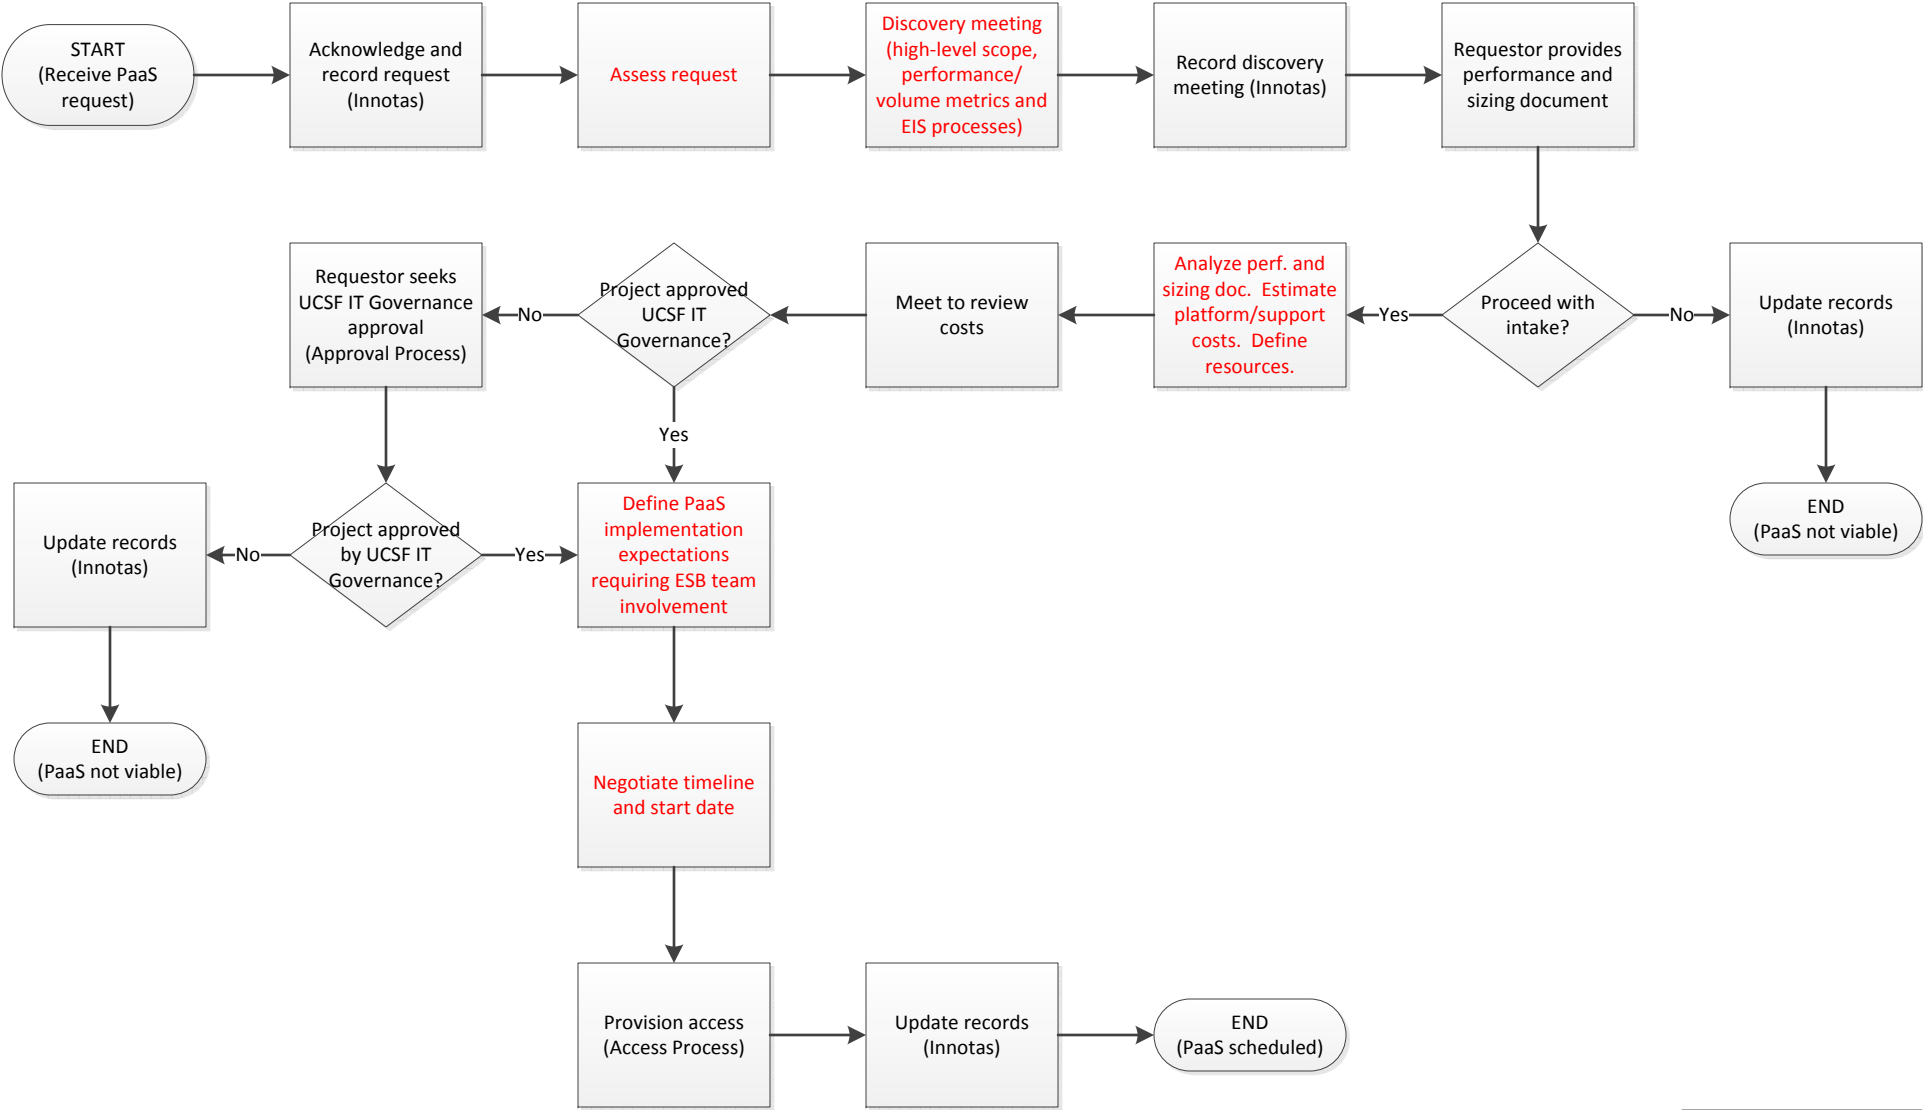 START
(Receive PaaS
request)
Acknowledge and
record request
(Innotas)
Assess request
Discovery meeting
(high-level scope,
performance/
volume metrics and
EIS processes)
Record discovery
meeting (Innotas)
Requestor provides
performance and
sizing document
Proceed with
intake?
No
Update records
(Innotas)
END
(PaaS not viable)
Yes
Analyze perf. and
sizing doc.  Estimate
platform/support
costs.  Define
resources.
Meet to review
costs
Project approved
UCSF IT
Governance?
No
Requestor seeks
UCSF IT Governance
approval
(Approval Process)
Yes
Project approved
by UCSF IT
Governance?
No
Update records
(Innotas)
END
(PaaS not viable)
Yes
Define PaaS
implementation
expectations
requiring ESB team
involvement
Negotiate timeline
and start date
Provision access
(Access Process)
Update records
(Innotas)
END
(PaaS scheduled)